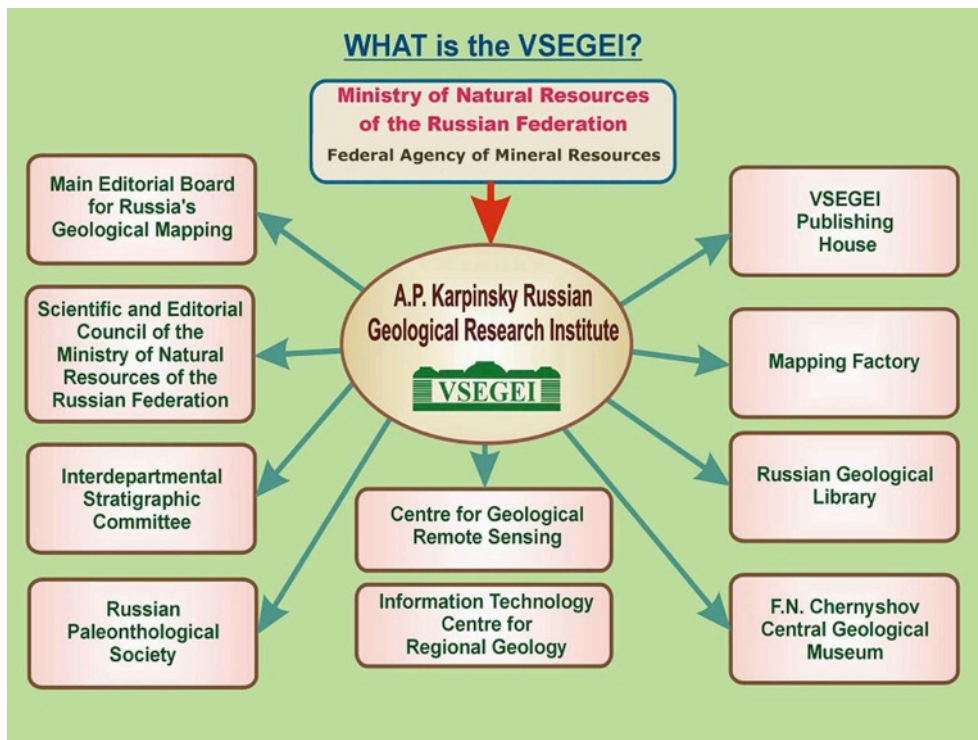 WHAT is the VSEGEI?
Ministry of Natural Resources
of the Russian Federation
Federal Agency of Mineral Resources
Main Editorial Board
for Russia's
Geological Mapping
Scientific and Editorial
Council of the
Ministry of Natural
Resources of the
Russian Federation
Interdepartmental
Stratigraphic
Committee
Russian
Paleonthological
Society
A.P. Karpinsky Russian
Geological Research Institute
VSEGEI
Centre for Geological
Remote Sensing
Information Technology
Centre for
Regional Geology
VSEGEI
Publishing
House
Mapping Factory
Russian Geological
Library
F.N. Chernyshov
Central Geological
Museum